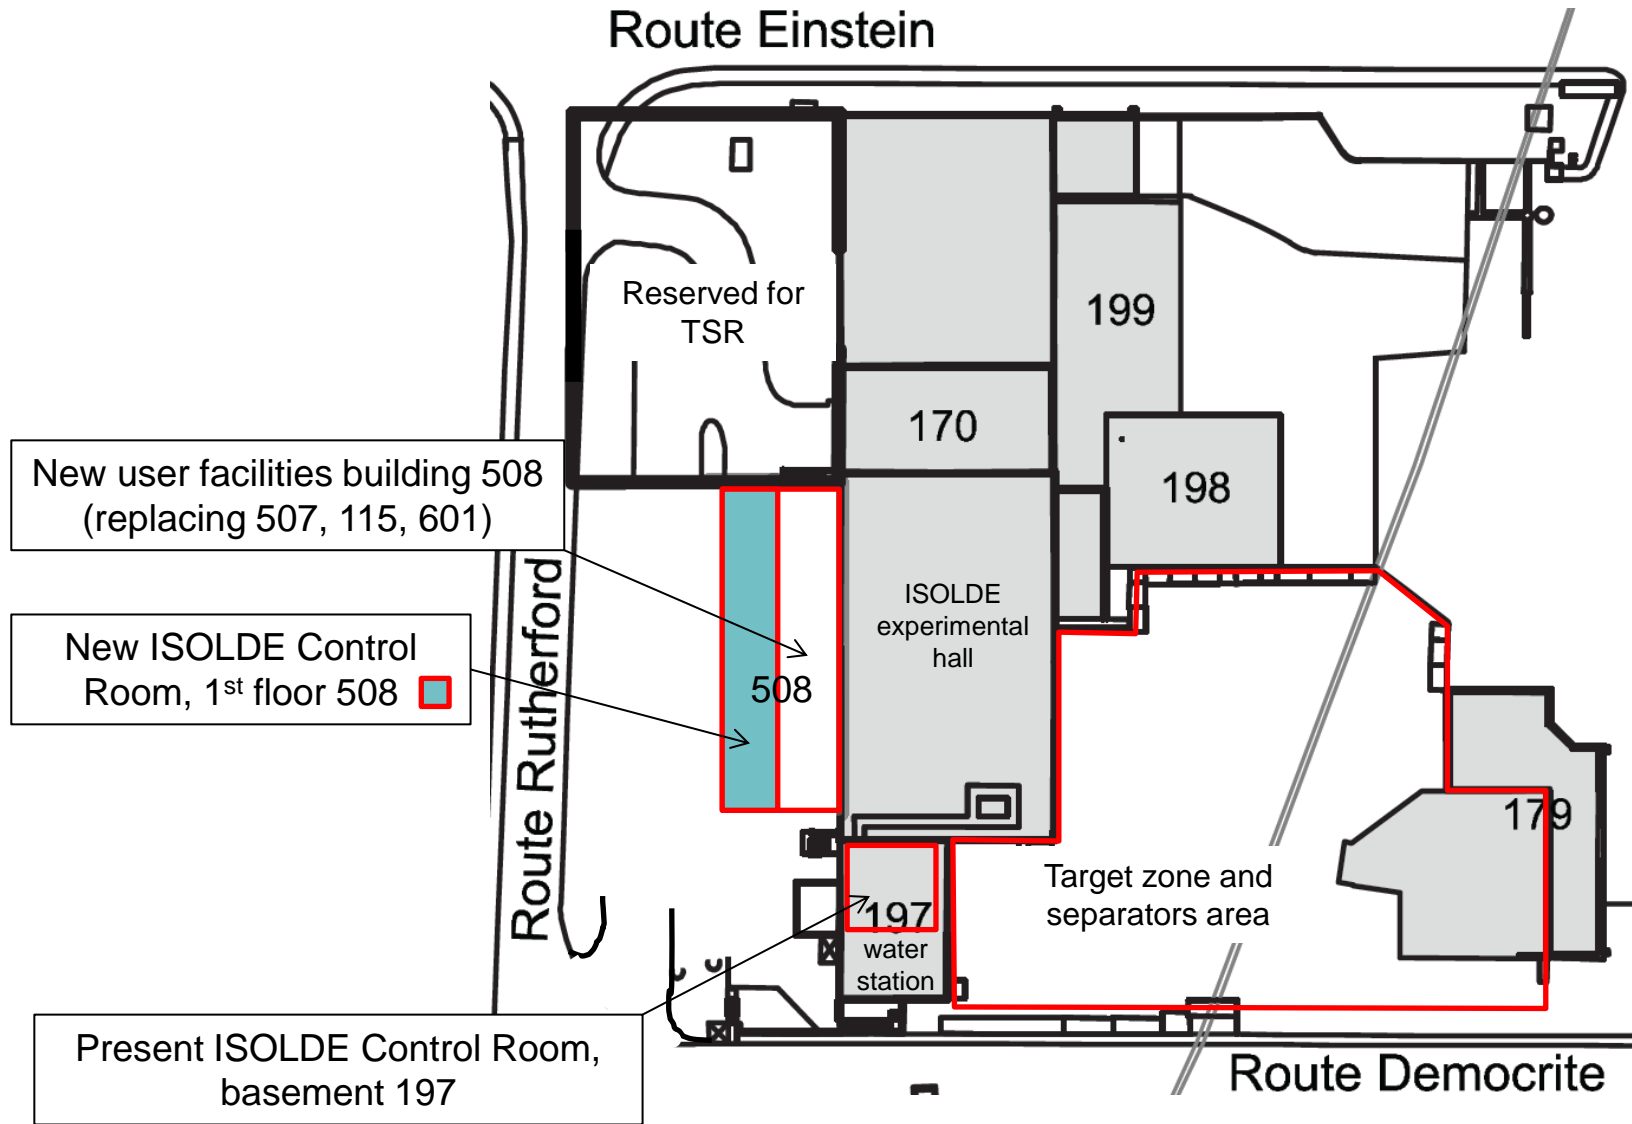 Route Einstein
Reserved for
TSR
199
170
198
New user facilities building 508
(replacing 507, 115, 601)
New ISOLDE Control
Room, 1st floor 508
Route Rutherford
508
ISOLDE
experimental
hall
179
Target zone and
separators area
197
water
station
Present ISOLDE Control Room,
basement 197
Route Democrite